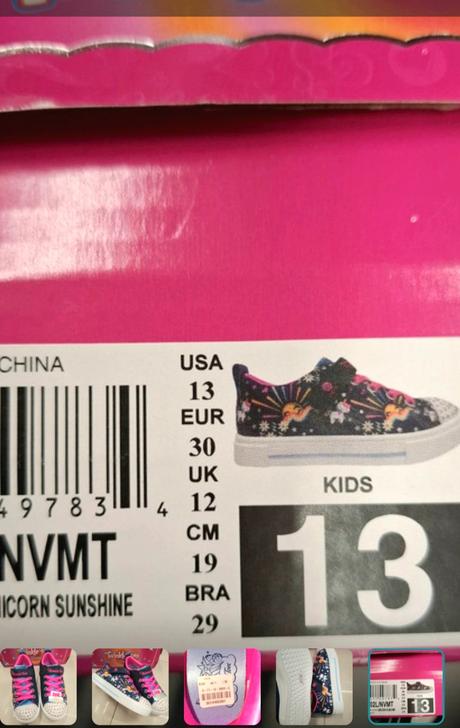 CHINA
USA
13
EUR
30
UK
12
CM
19
BRA
29
49783 4
NVMT
ICORN SUNSHINE
KIDS
13